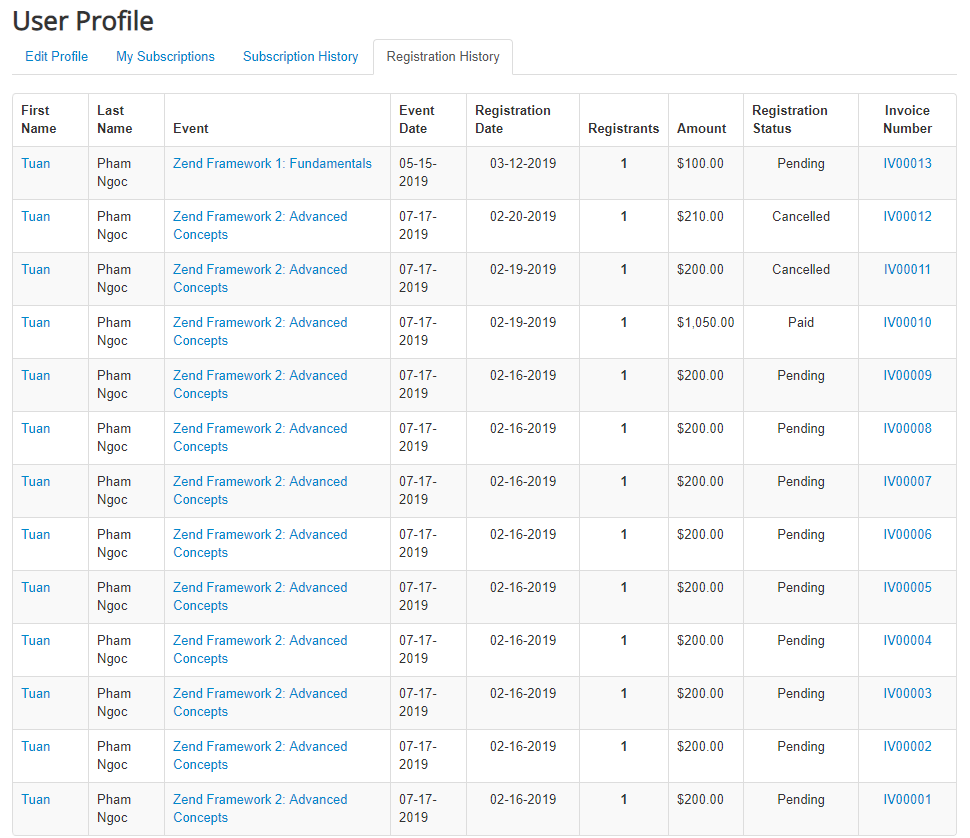 User Profile
Edit Profile My Subscriptions Subscription History Registration History
First Name Last Name Event Event Date Registration Date Registrants Amount Registration Status Invoice Number
Tuan Pham Ngoc Zend Framework 1: Fundamentals 05-15-2019 03-12-2019 1 $100.00 Pending IV00013
Tuan Pham Ngoc Zend Framework 2: Advanced Concepts 07-17-2019 02-20-2019 1 $210.00 Cancelled IV00012
Tuan Pham Ngoc Zend Framework 2: Advanced Concepts 07-17-2019 02-19-2019 1 $200.00 Cancelled IV00011
Tuan Pham Ngoc Zend Framework 2: Advanced Concepts 07-17-2019 02-19-2019 1 $1,050.00 Paid IV00010
Tuan Pham Ngoc Zend Framework 2: Advanced Concepts 07-17-2019 02-16-2019 1 $200.00 Pending IV00009
Tuan Pham Ngoc Zend Framework 2: Advanced Concepts 07-17-2019 02-16-2019 1 $200.00 Pending IV00008
Tuan Pham Ngoc Zend Framework 2: Advanced Concepts 07-17-2019 02-16-2019 1 $200.00 Pending IV00007
Tuan Pham Ngoc Zend Framework 2: Advanced Concepts 07-17-2019 02-16-2019 1 $200.00 Pending IV00006
Tuan Pham Ngoc Zend Framework 2: Advanced Concepts 07-17-2019 02-16-2019 1 $200.00 Pending IV00005
Tuan Pham Ngoc Zend Framework 2: Advanced Concepts 07-17-2019 02-16-2019 1 $200.00 Pending IV00004
Tuan Pham Ngoc Zend Framework 2: Advanced Concepts 07-17-2019 02-16-2019 1 $200.00 Pending IV00003
Tuan Pham Ngoc Zend Framework 2: Advanced Concepts 07-17-2019 02-16-2019 1 $200.00 Pending IV00002
Tuan Pham Ngoc Zend Framework 2: Advanced Concepts 07-17-2019 02-16-2019 1 $200.00 Pending IV00001